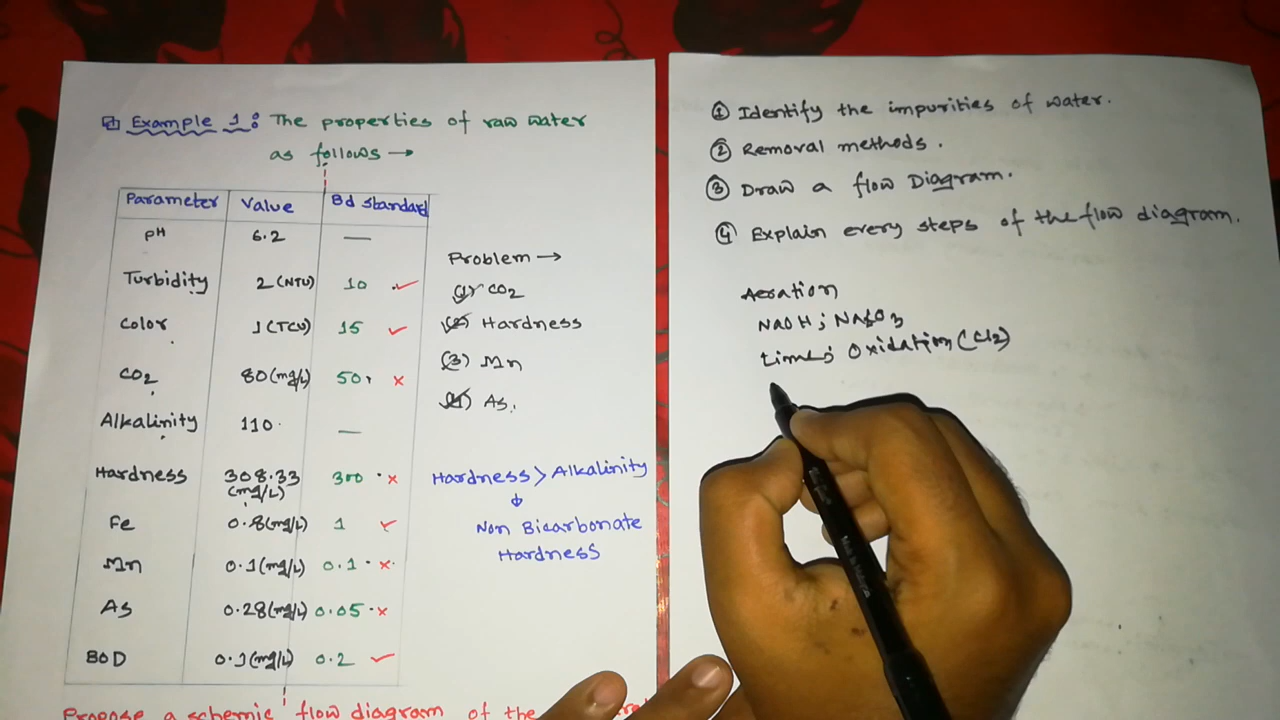 Example 1: The properties of raw water
as follows →
Parameter Value Bd standard
pH 6.2 —
Turbidity 2 (NTU) 10 ✓
Color 1 (TCU) 15 ✓
CO2 80 (mg/L) 50 ×
Alkalinity 110 —
Hardness 308.33 (mg/L) 300 ×
Fe 0.8 (mg/L) 1 ✓
Mn 0.1 (mg/L) 0.1 ×
As 0.28 (mg/L) 0.05 ×
BOD 0.1 (mg/L) 0.2 ✓
Problem →
(1) CO2
(2) Hardness
(3) Mn
(4) As
Hardness > Alkalinity
↓
Non Bicarbonate
Hardness
Propose a schemic flow diagram of the
① Identify the impurities of water.
② Removal methods.
③ Draw a flow Diagram.
④ Explain every steps of the flow diagram.
Aeration
NaOH;
Lime; Oxidation (Cl2)